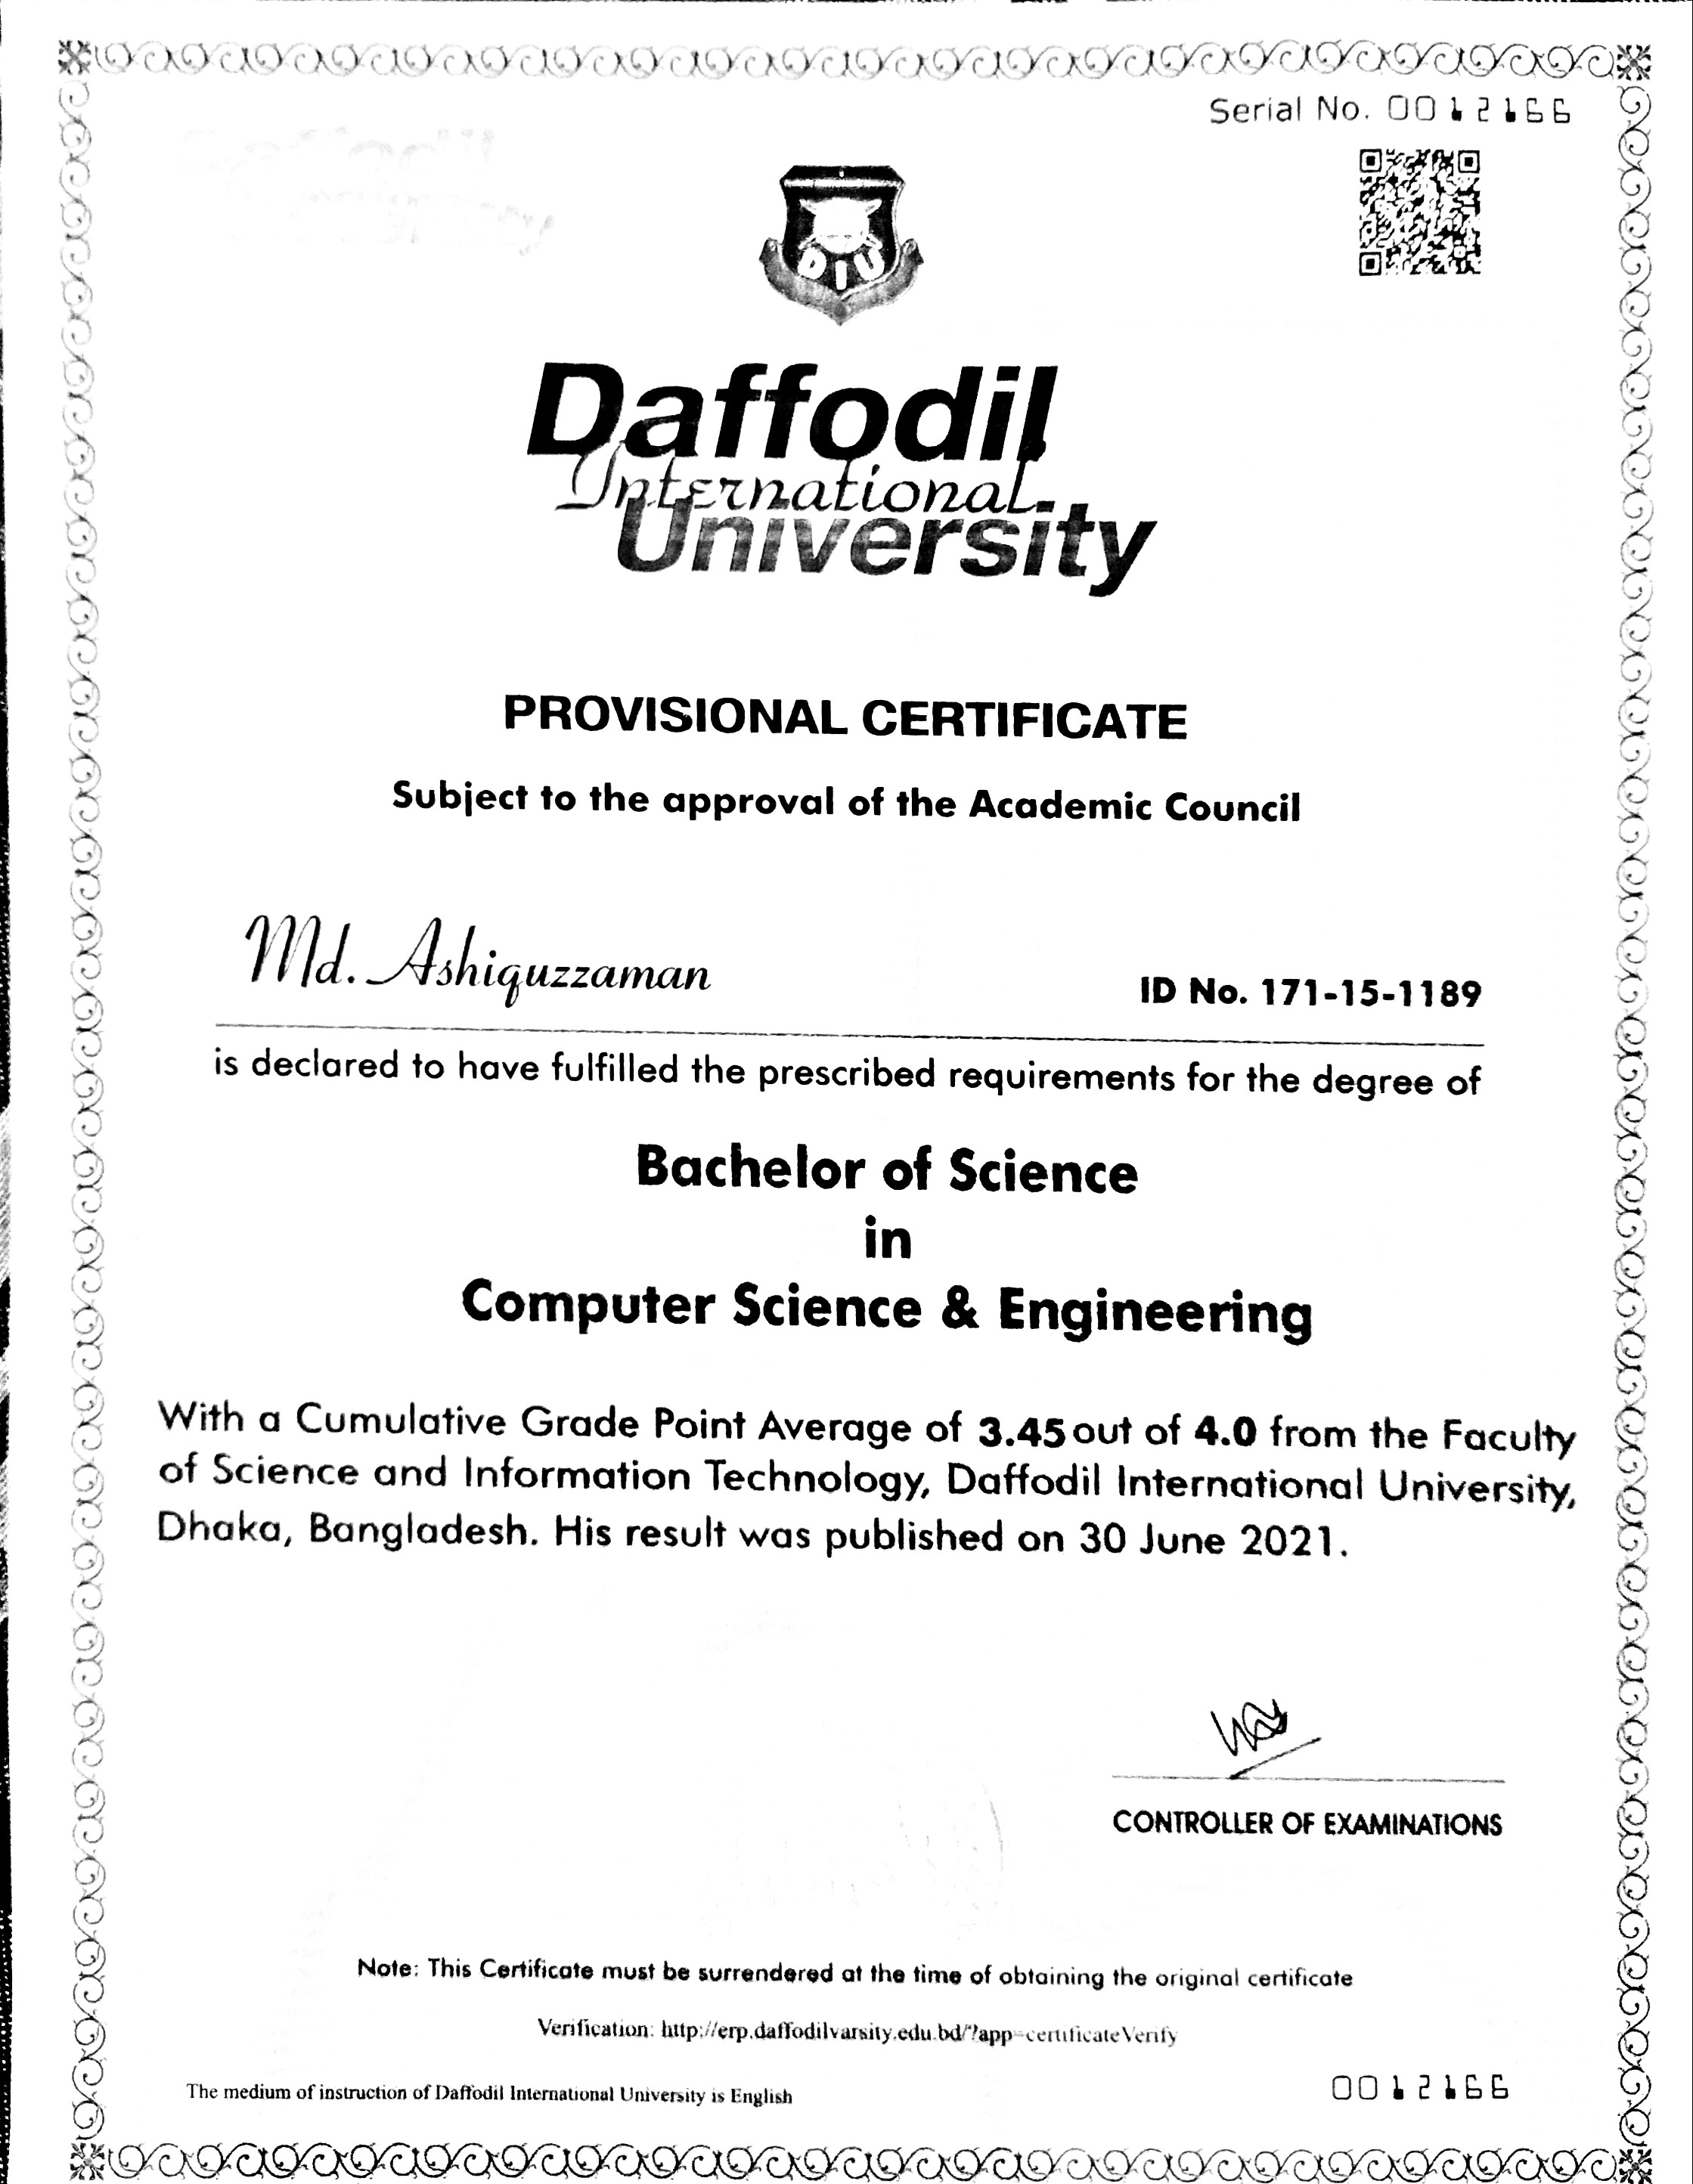 Serial No. 0012166
DIU
Daffodil
International
University
PROVISIONAL CERTIFICATE
Subject to the approval of the Academic Council
Md. Ashiquzzaman ID No. 171-15-1189
is declared to have fulfilled the prescribed requirements for the degree of
Bachelor of Science
in
Computer Science & Engineering
With a Cumulative Grade Point Average of 3.45 out of 4.0 from the Faculty
of Science and Information Technology, Daffodil International University,
Dhaka, Bangladesh. His result was published on 30 June 2021.
CONTROLLER OF EXAMINATIONS
Note: This Certificate must be surrendered at the time of obtaining the original certificate
Verification: http://erp.daffodilvarsity.edu.bd/?app=certificateVerify
The medium of instruction of Daffodil International University is English
0012166